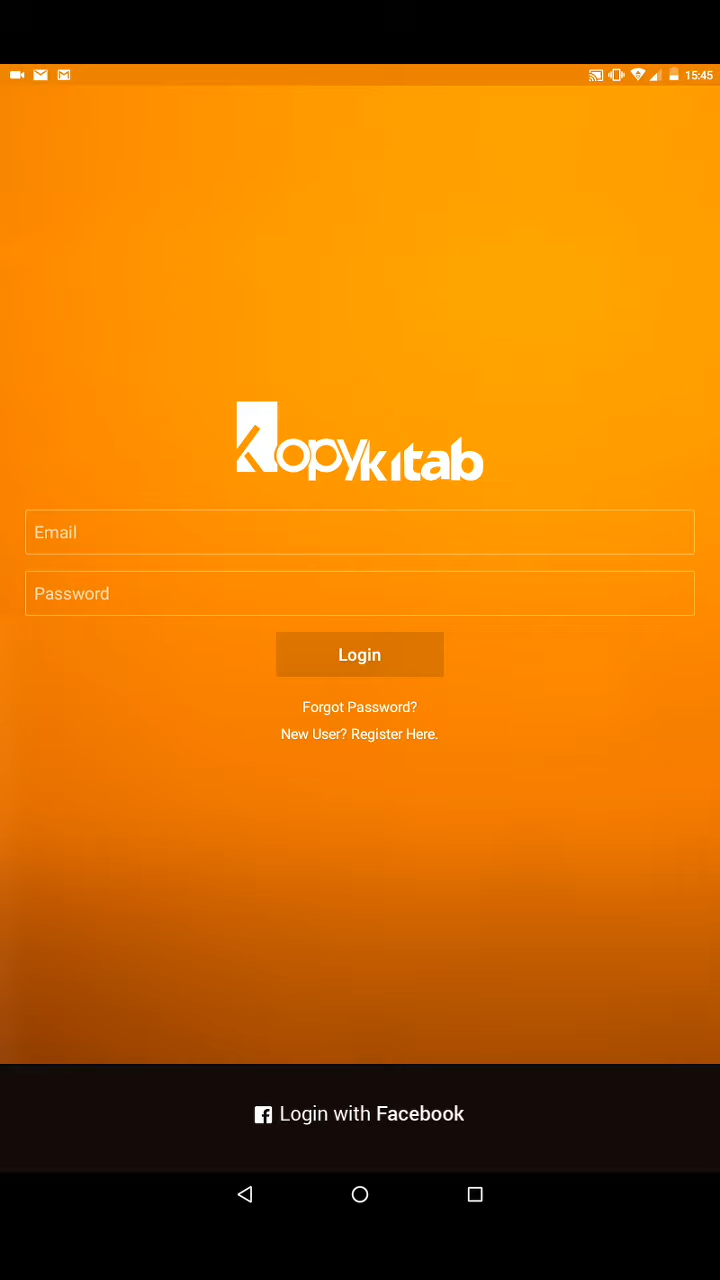 15:45
kopykitab
Email
Password
Login
Forgot Password?
New User? Register Here.
Login with Facebook